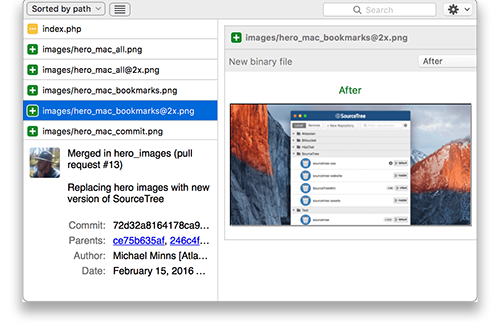 Sorted by path
Search
index.php
images/hero_mac_all.png
images/hero_mac_all@2x.png
images/hero_mac_bookmarks.png
images/hero_mac_bookmarks@2x.png
images/hero_mac_commit.png
Merged in hero_images (pull
request #13)
Replacing hero images with new
version of SourceTree
Commit: 72d32a8164178ca9...
Parents: ce75b635af, 246c4f...
Author: Michael Minns [Atla...
Date: February 15, 2016 ...
images/hero_mac_bookmarks@2x.png
New binary file
After
After
SourceTree
+ New Repository
SourceTree